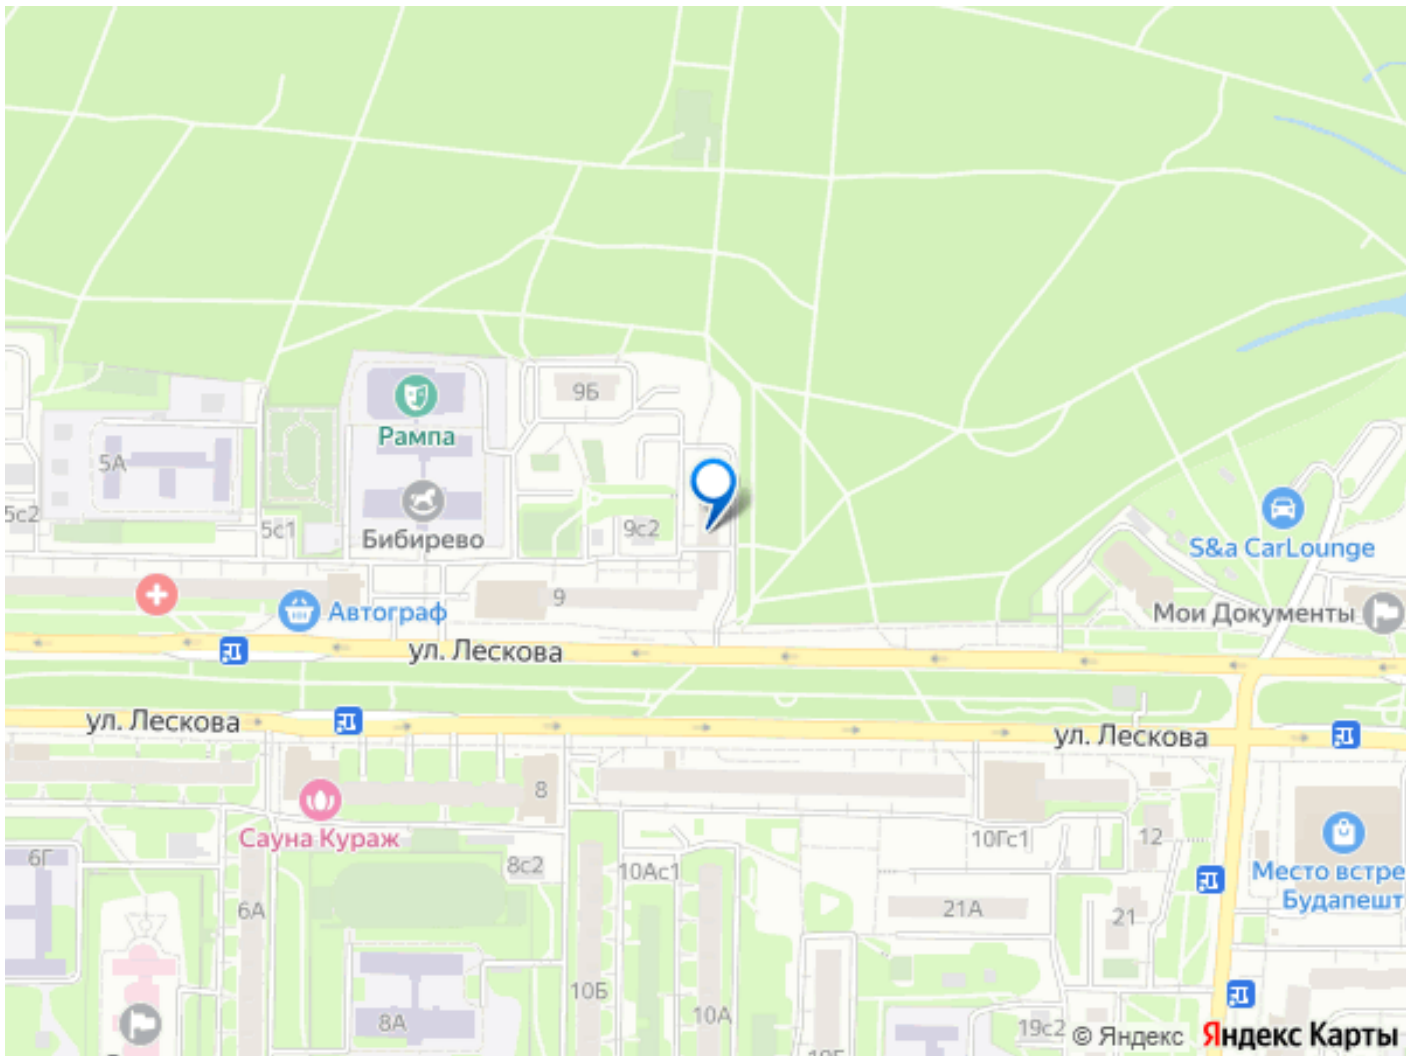 9Б
Рампа
5А
5с2
5с1
Бибирево
9с2
S&a CarLounge
9
Автограф
Мои Документы
ул. Лескова
ул. Лескова
ул. Лескова
8
Сауна Кураж
10Гс1
12
6Г
8с2
10Ас1
Место встре
Будапешт
6А
21А
21
10Б
8А
10А
19с2
© Яндекс
Яндекс Карты